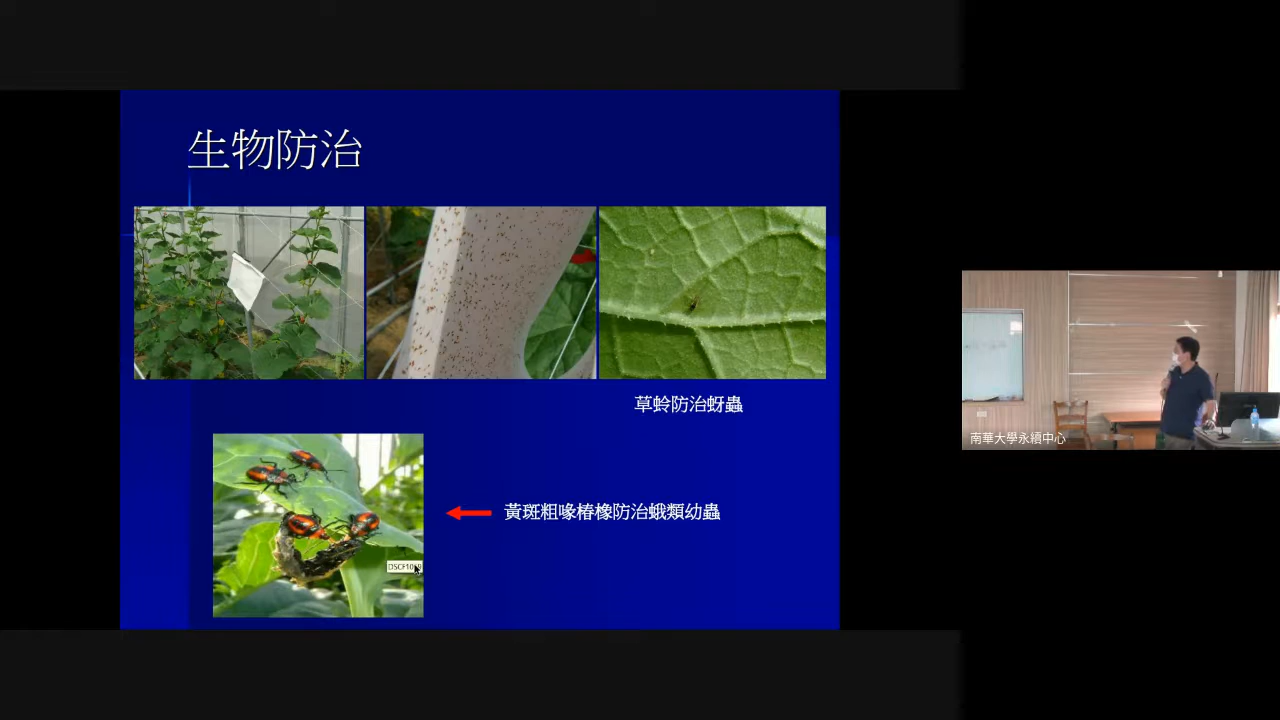 生物防治
草蛉防治蚜蟲
黃斑粗喙椿橡防治蛾類幼蟲
南華大學永續中心